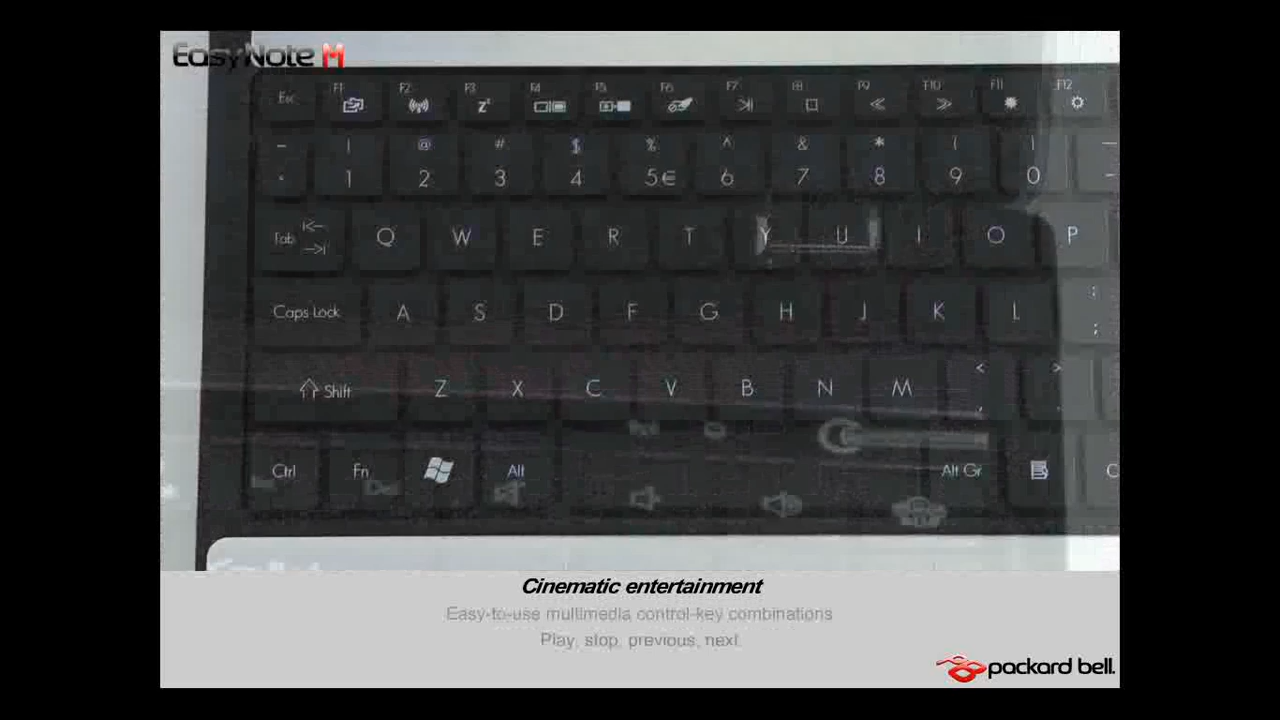 EasyNote M
Esc F1 F2 F3 F4 F5 F6 F7 F8 F9 F10 F11 F12
! @ # $ % ^ & * ( )
1 2 3 4 5€ 6 7 8 9 0
Tab Q W E R T Y U I O P
Caps Lock A S D F G H J K L
Shift Z X C V B N M < >
Ctrl Fn Alt Alt Gr
Cinematic entertainment
Easy-to-use multimedia control-key combinations
Play, stop, previous, next
packard bell.